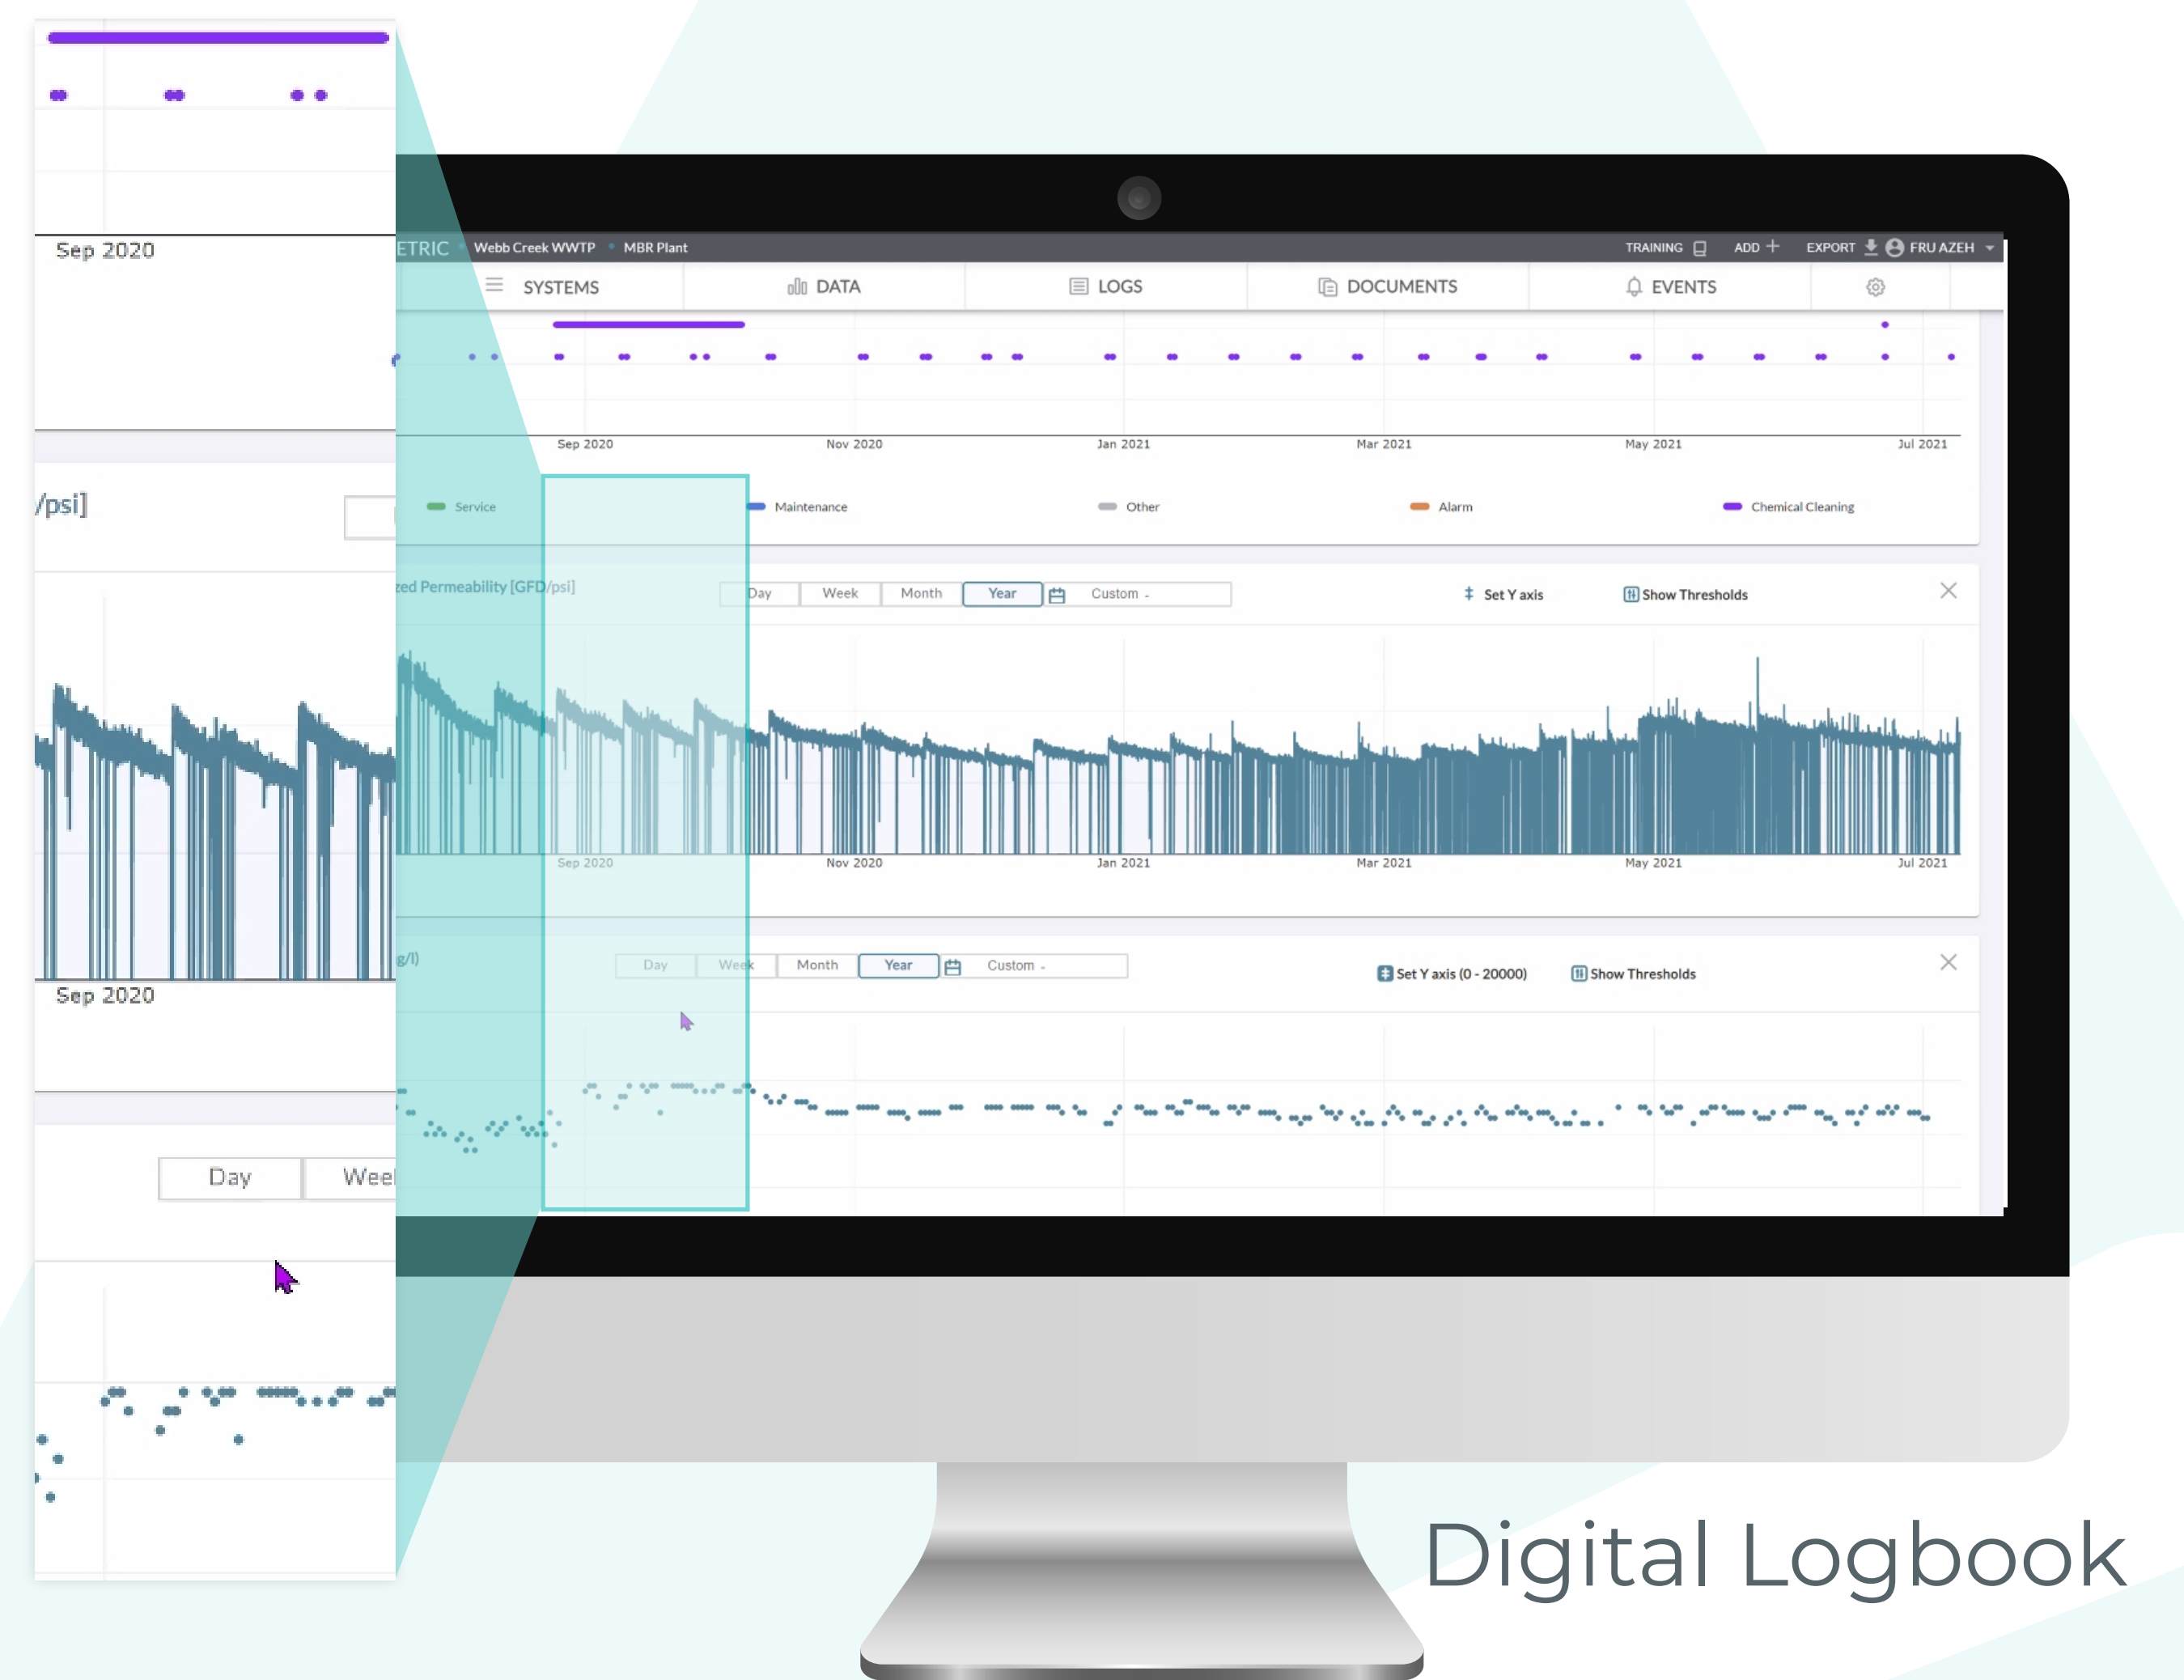 Sep 2020
/psi]
Sep 2020
Day
ETRIC • Webb Creek WWTP • MBR Plant
TRAINING ADD + EXPORT FRU AZEH
SYSTEMS DATA LOGS DOCUMENTS EVENTS
Sep 2020 Nov 2020 Jan 2021 Mar 2021 May 2021 Jul 2021
Service Maintenance Other Alarm Chemical Cleaning
zed Permeability [GFD/psi] Day Week Month Year Custom - Set Y axis Show Thresholds
Sep 2020 Nov 2020 Jan 2021 Mar 2021 May 2021 Jul 2021
g/l) Day Week Month Year Custom - Set Y axis (0 - 20000) Show Thresholds
Digital Logbook